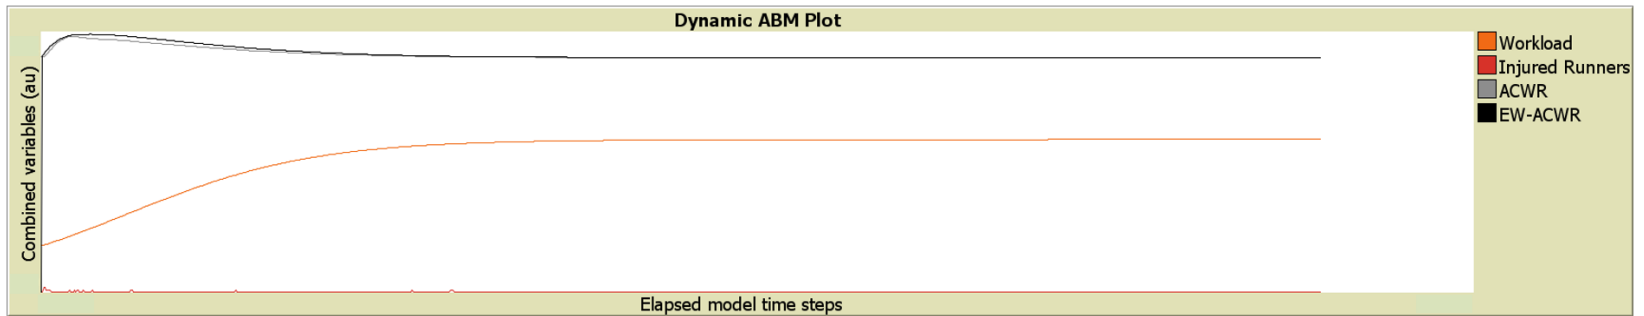 Dynamic ABM Plot
Combined variables (au)
Elapsed model time steps
Workload
Injured Runners
ACWR
EW-ACWR